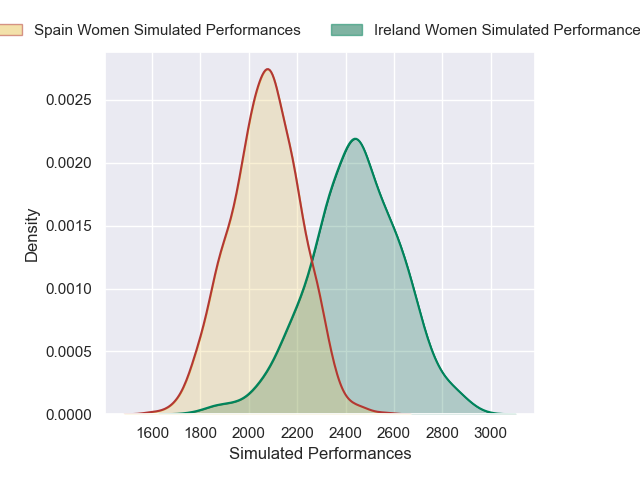 Spain Women Simulated Performances
Ireland Women Simulated Performance
0.0025
0.0020
0.0015
0.0010
0.0005
0.0000
Density
1600 1800 2000 2200 2400 2600 2800 3000
Simulated Performances